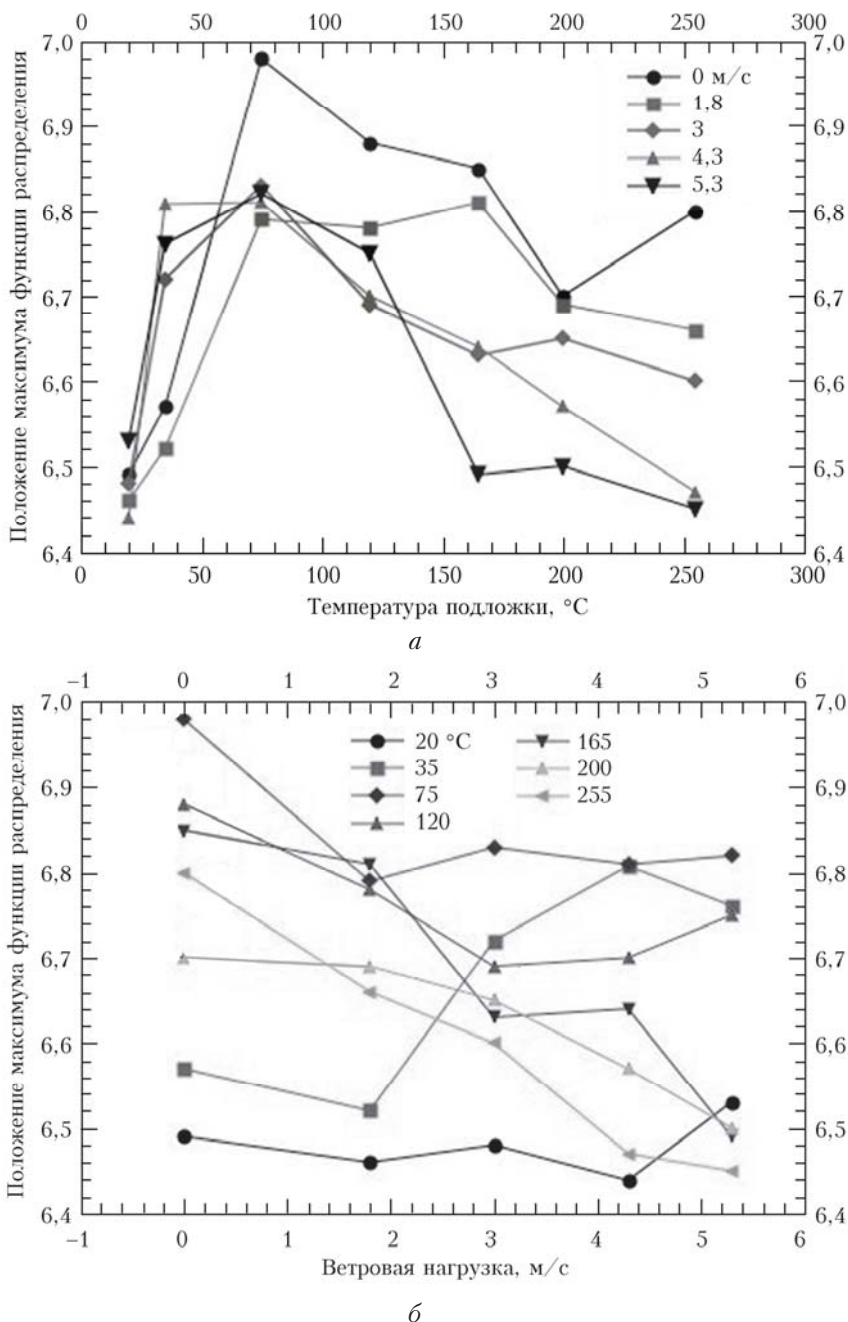 0 50 100 150 200 250 300
7,0 7,0
0 м/с
1,8
3
4,3
5,3
6,9 6,9
6,8 6,8
6,7 6,7
6,6 6,6
6,5 6,5
6,4 6,4
Положение максимума функции распределения
0 50 100 150 200 250 300
Температура подложки, °C
а
–1 0 1 2 3 4 5 6
7,0 7,0
20 °C 165
35 200
75 255
120
6,9 6,9
6,8 6,8
6,7 6,7
6,6 6,6
6,5 6,5
6,4 6,4
Положение максимума функции распределения
–1 0 1 2 3 4 5 6
Ветровая нагрузка, м/с
б